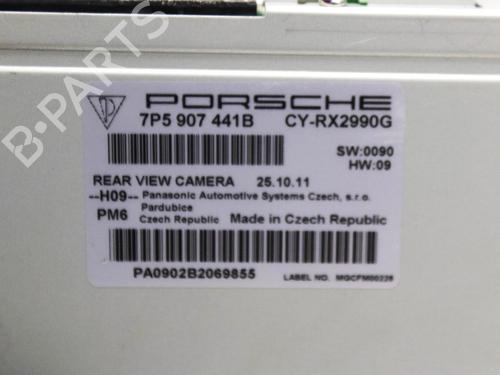 PORSCHE
7P5 907 441B CY-RX2990G
SW:0090
HW:09
REAR VIEW CAMERA 25.10.11
--H09-- Panasonic Automotive Systems Czech, s.r.o.
Pardubice
PM6 Czech Republic Made in Czech Republic
PA0902B2069855 LABEL NO. MGCFM00228
B-PARTS